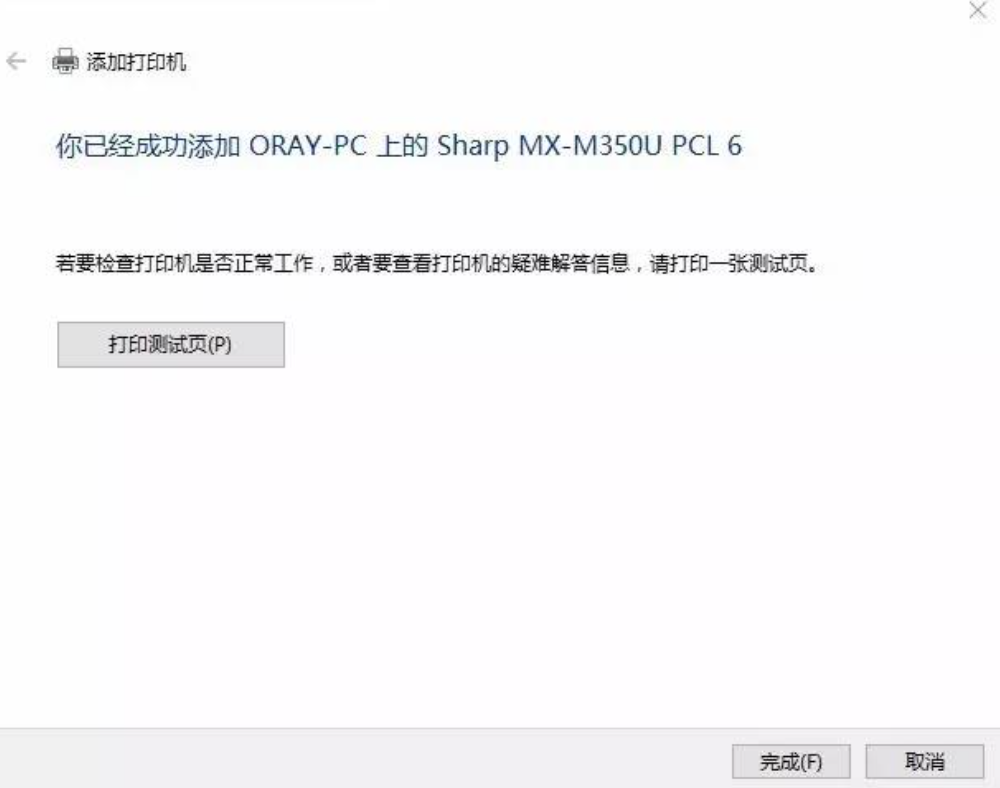 添加打印机
你已经成功添加 ORAY-PC 上的 Sharp MX-M350U PCL 6
若要检查打印机是否正常工作，或者要查看打印机的疑难解答信息，请打印一张测试页。
打印测试页(P)
完成(F)
取消